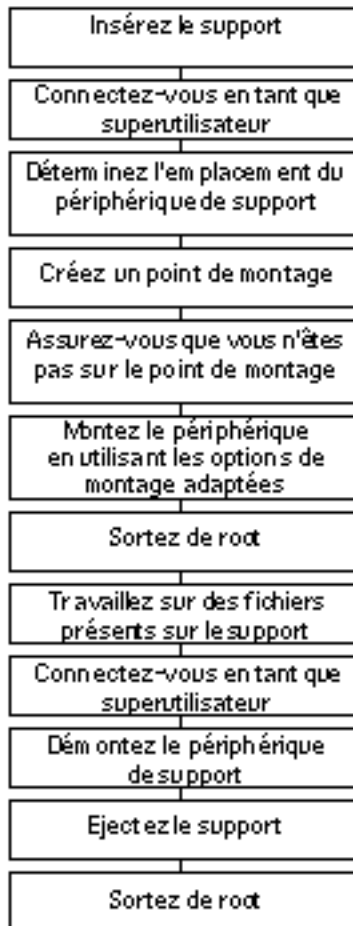 Insérez le support
Connectez-vous en tant que
superutilisateur
Déterminez l'emplacement du
périphérique de support
Créez un point de montage
Assurez-vous que vous n'êtes
pas sur le point de montage
Montez le périphérique
en utilisant les options de
montage adaptées
Sortez de root
Travaillez sur des fichiers
présents sur le support
Connectez-vous en tant que
superutilisateur
Démontez le périphérique
de support
Ejectez le support
Sortez de root